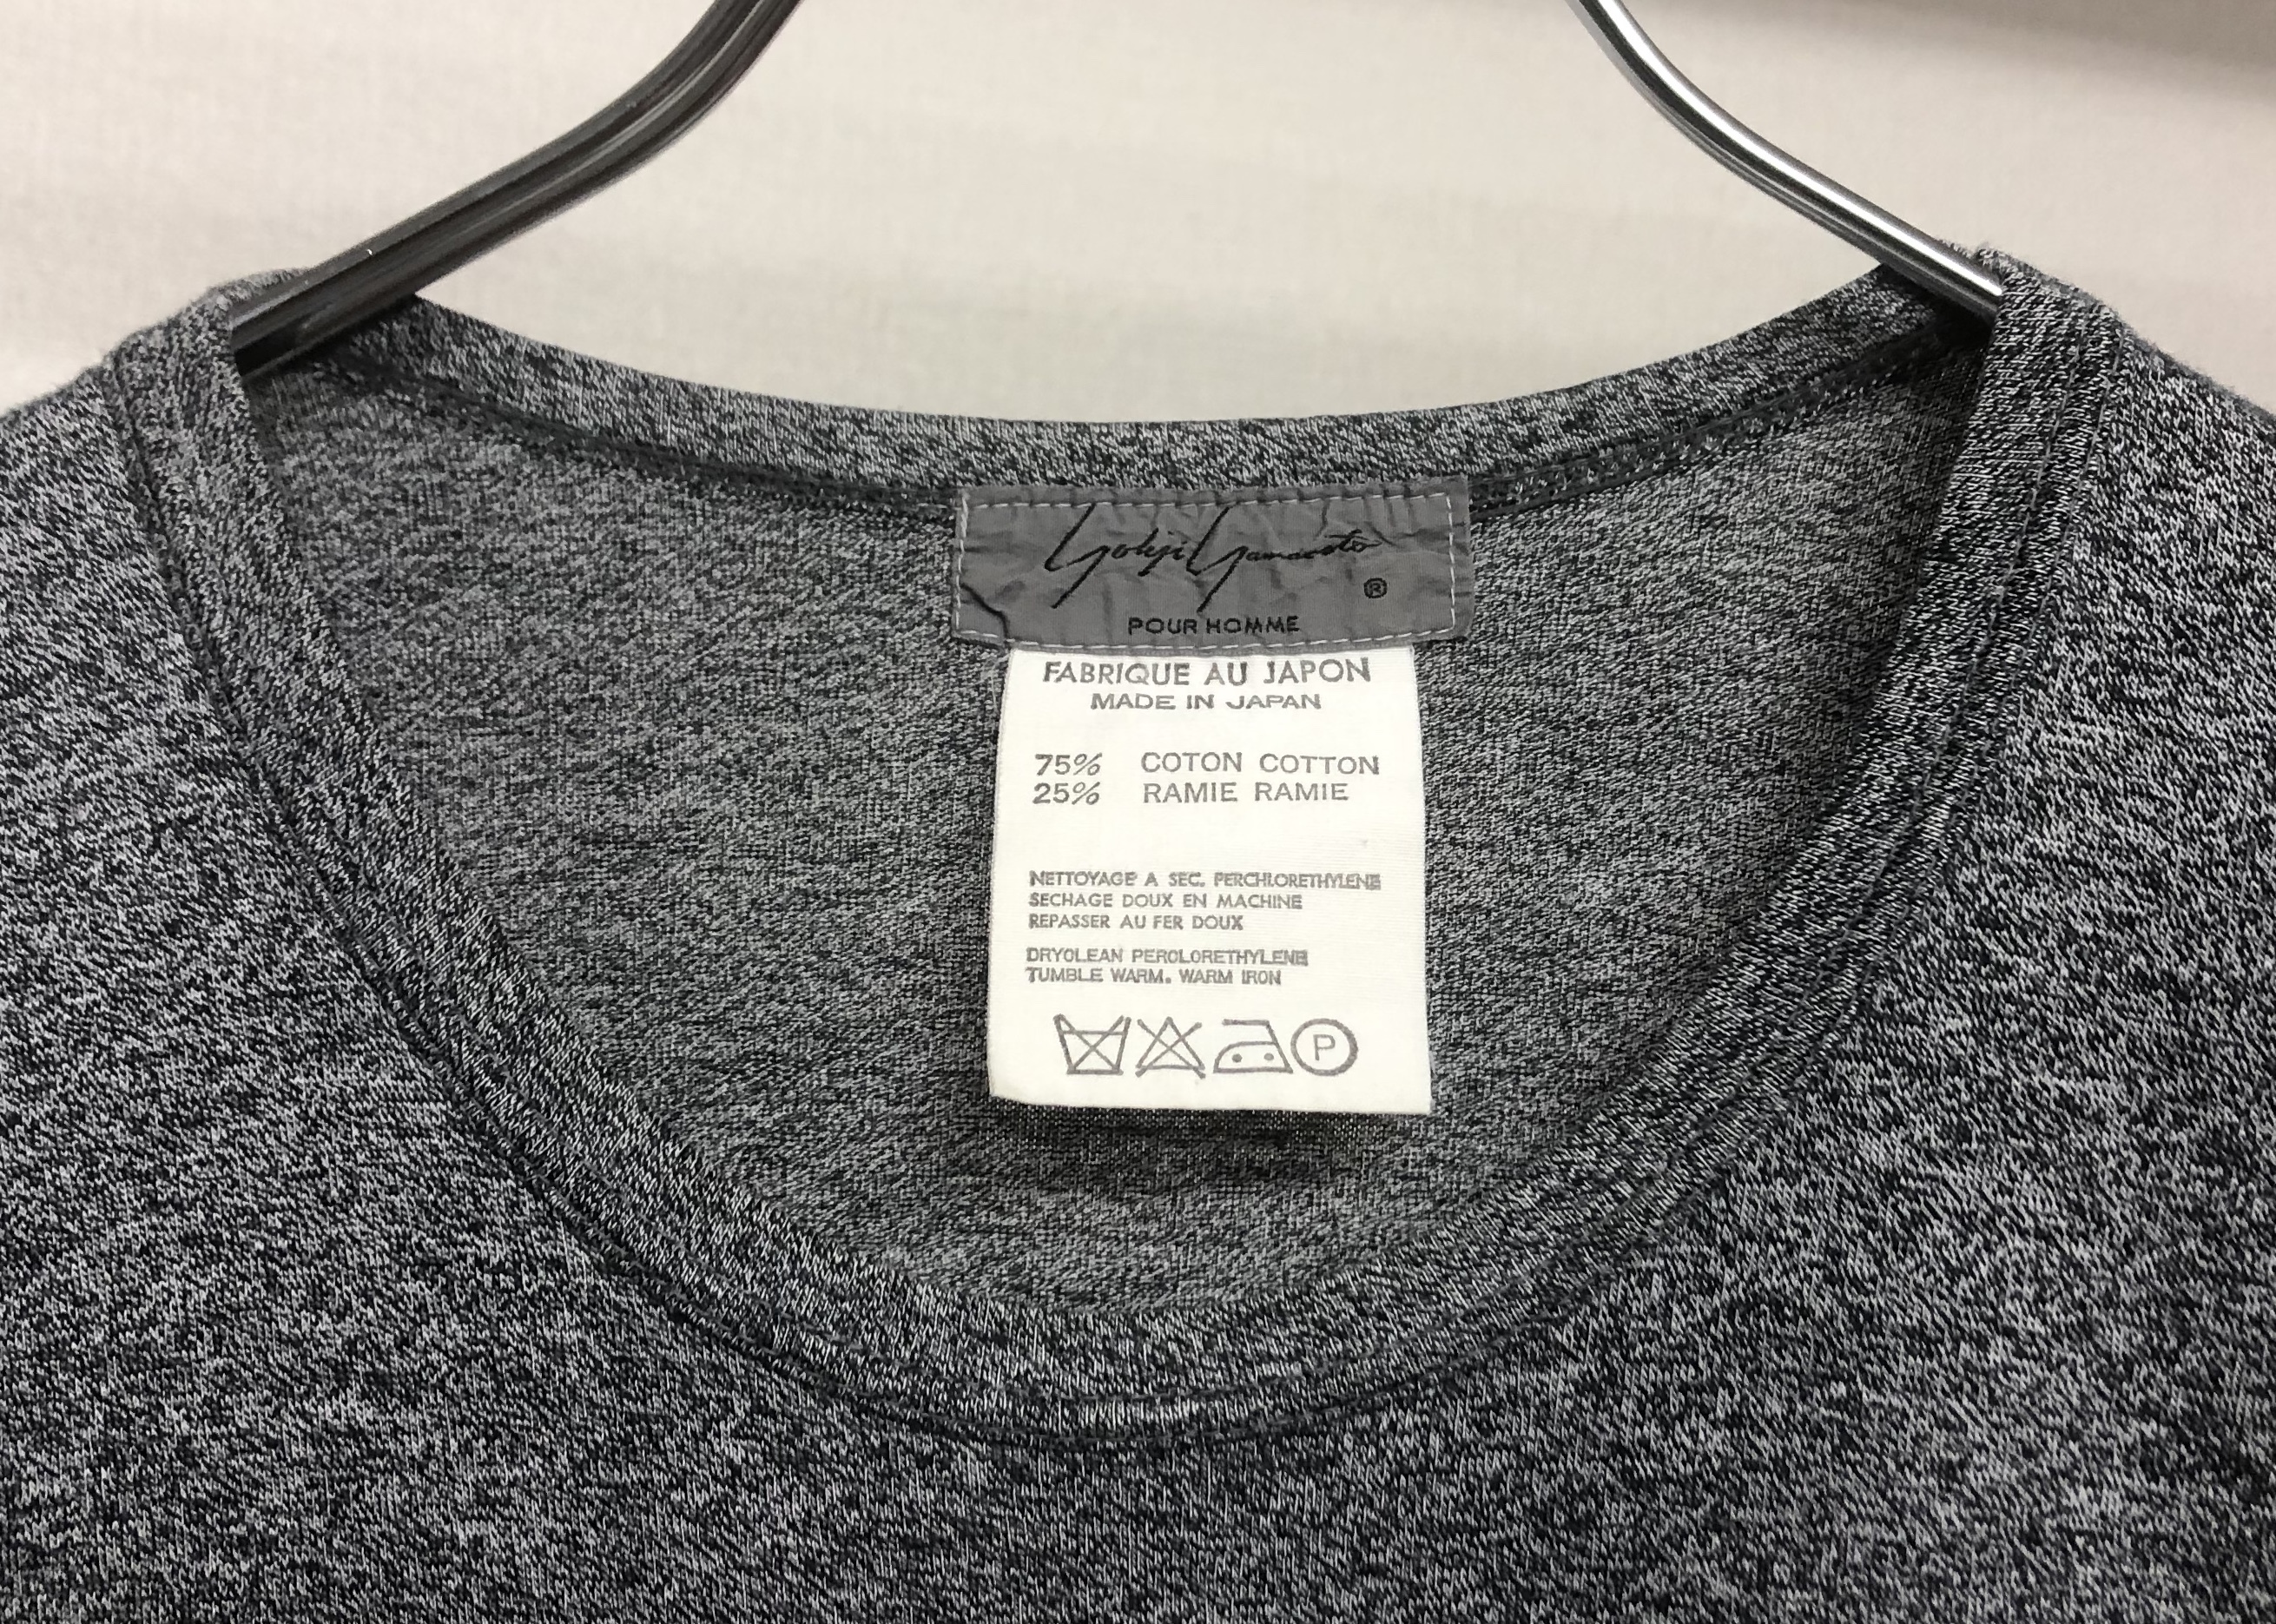 Yohji Yamamoto
®
POUR HOMME
FABRIQUE AU JAPON
MADE IN JAPAN
75% COTON COTTON
25% RAMIE RAMIE
NETTOYAGE A SEC. PERCHLORETHYLENE
SECHAGE DOUX EN MACHINE
REPASSER AU FER DOUX
DRYCLEAN PERCLORETHYLENE
TUMBLE WARM. WARM IRON
P